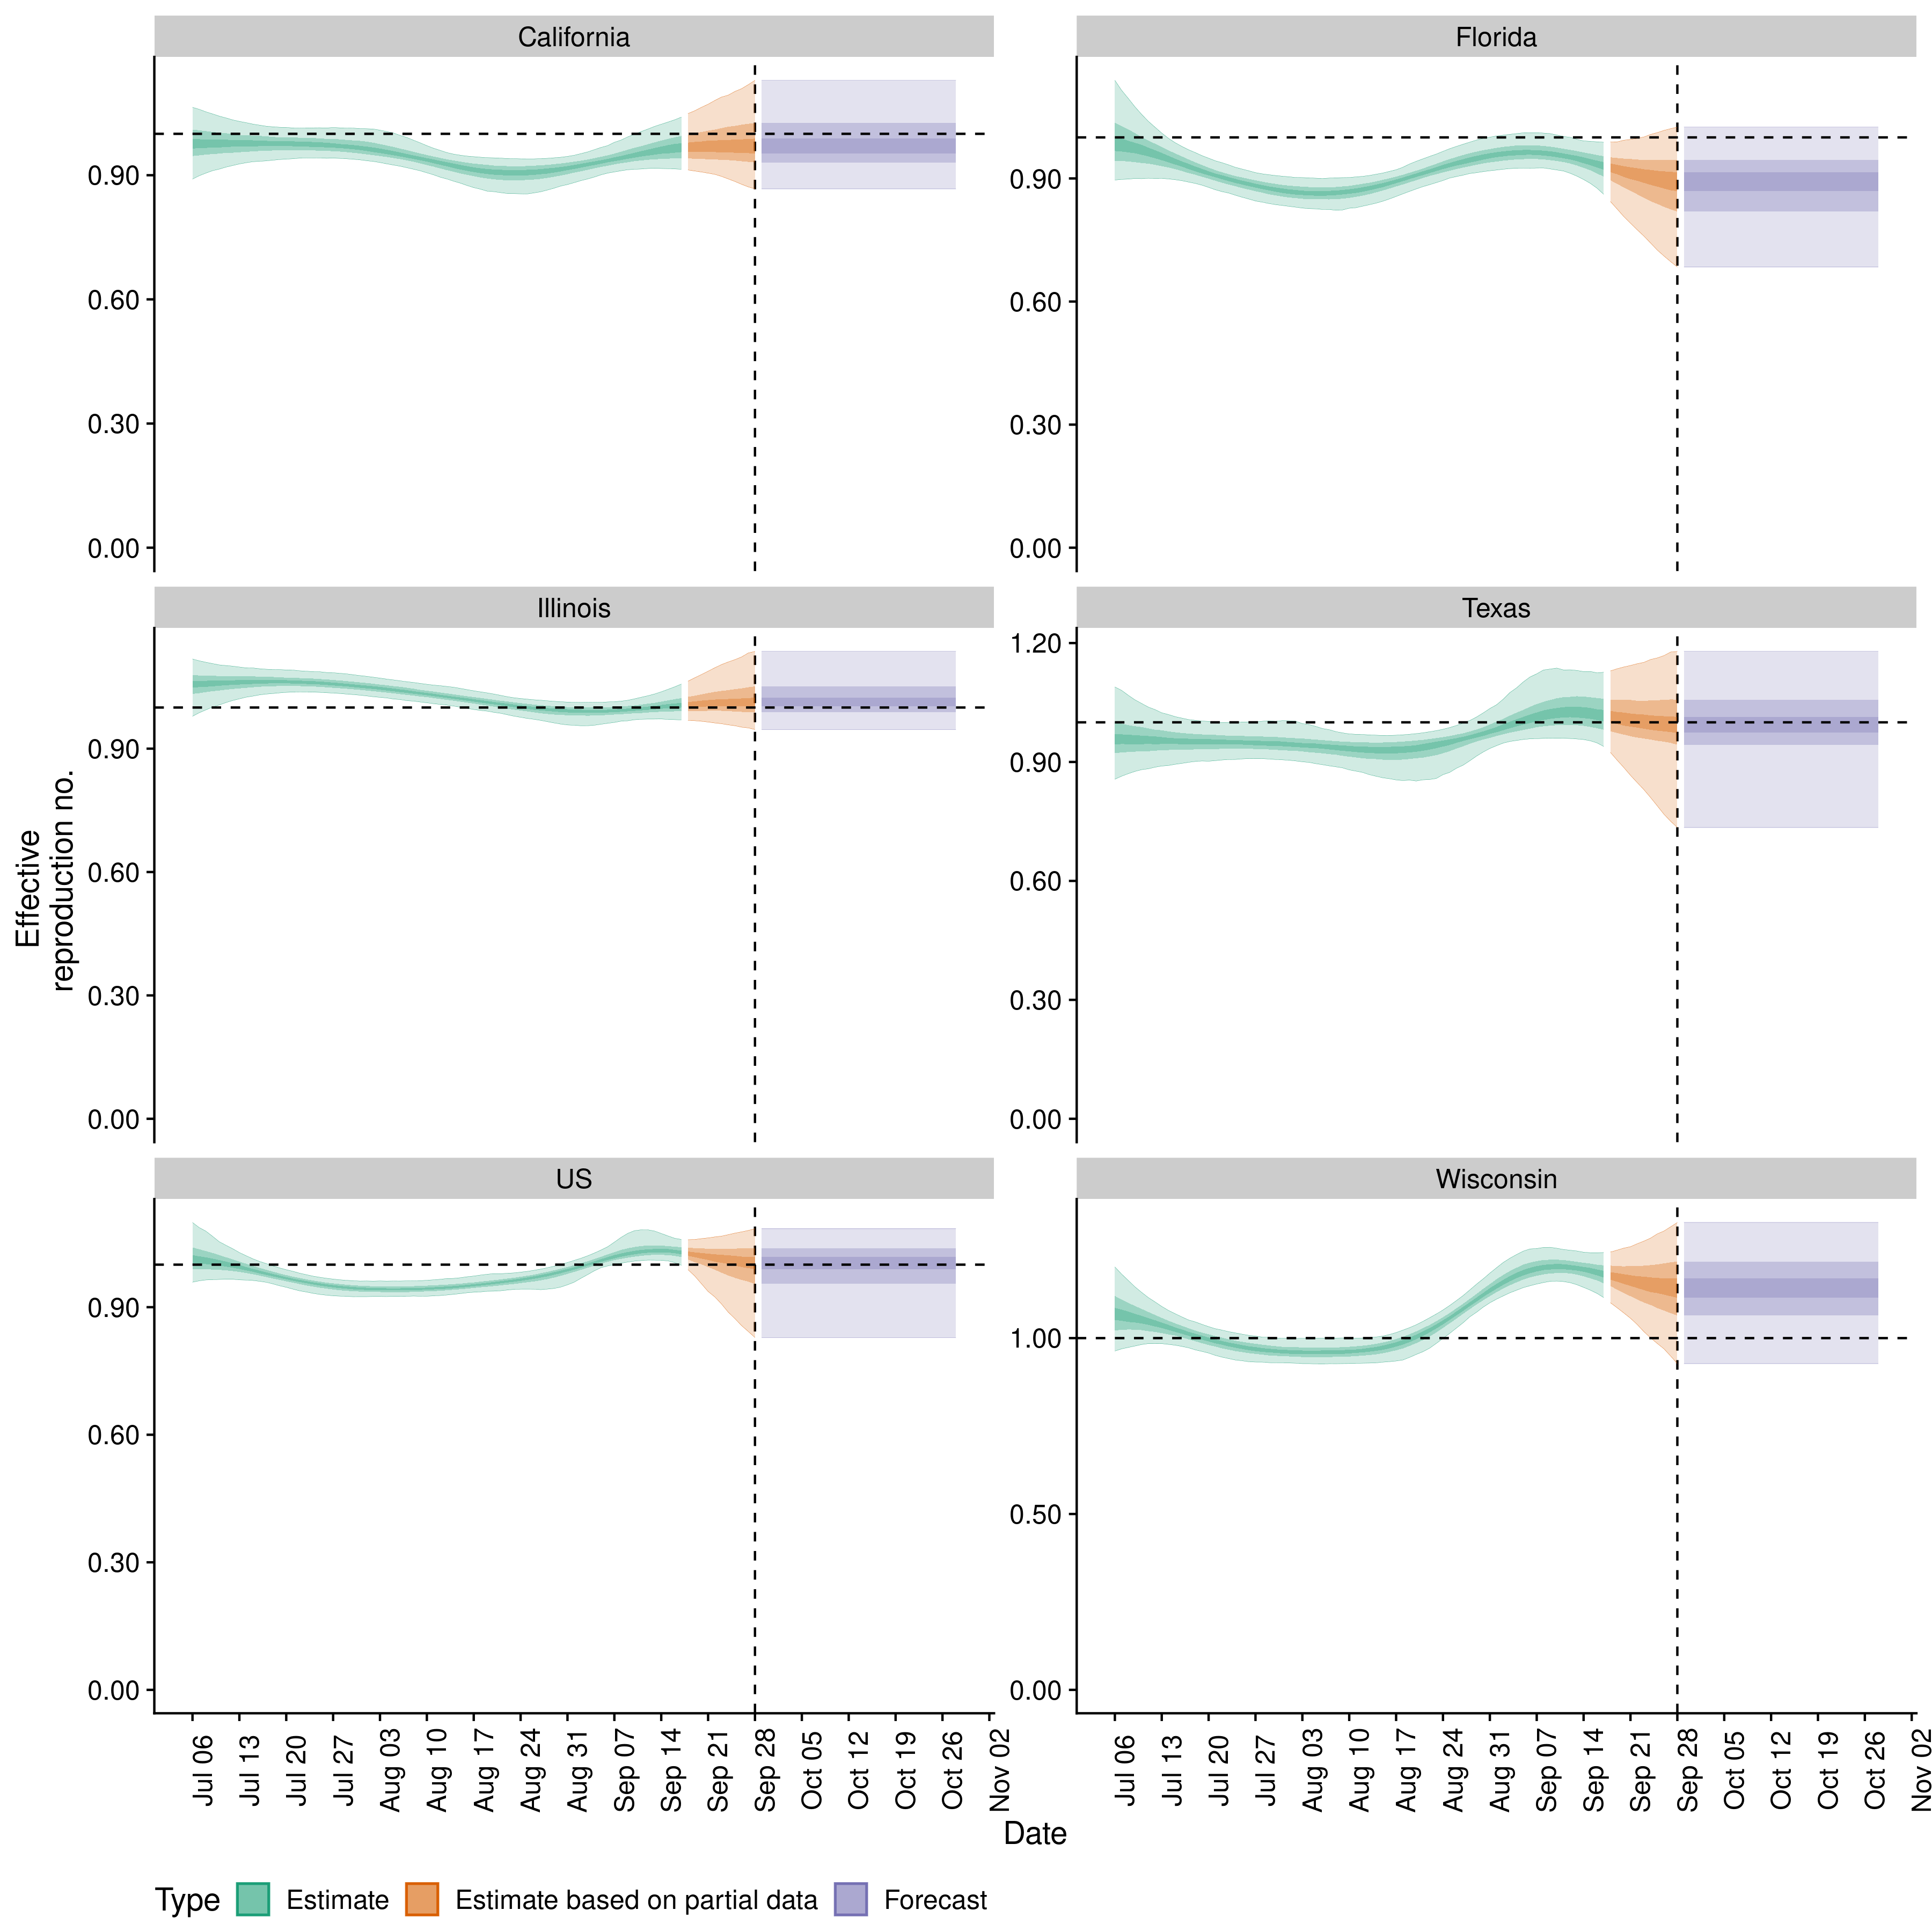 California
Florida
0.90
0.60
0.30
0.00
0.90
0.60
0.30
0.00
Illinois
Texas
0.90
0.60
0.30
0.00
1.20
0.90
0.60
0.30
0.00
Effective
reproduction no.
US
Wisconsin
0.90
0.60
0.30
0.00
1.00
0.50
0.00
Jul 06
Jul 13
Jul 20
Jul 27
Aug 03
Aug 10
Aug 17
Aug 24
Aug 31
Sep 07
Sep 14
Sep 21
Sep 28
Oct 05
Oct 12
Oct 19
Oct 26
Nov 02
Jul 06
Jul 13
Jul 20
Jul 27
Aug 03
Aug 10
Aug 17
Aug 24
Aug 31
Sep 07
Sep 14
Sep 21
Sep 28
Oct 05
Oct 12
Oct 19
Oct 26
Nov 02
Date
Type Estimate Estimate based on partial data Forecast